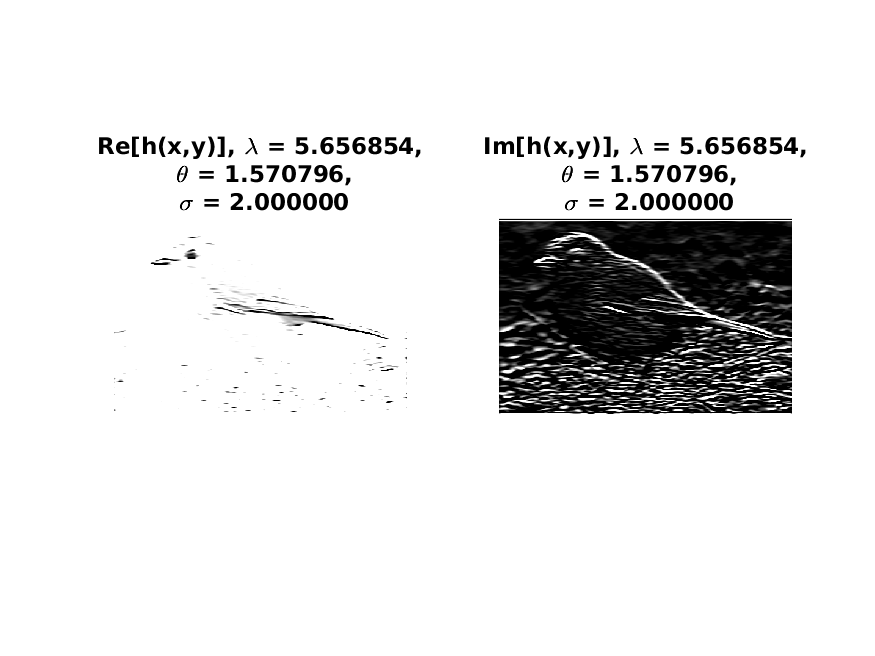 Re[h(x,y)], λ = 5.656854,
θ = 1.570796,
σ = 2.000000
Im[h(x,y)], λ = 5.656854,
θ = 1.570796,
σ = 2.000000